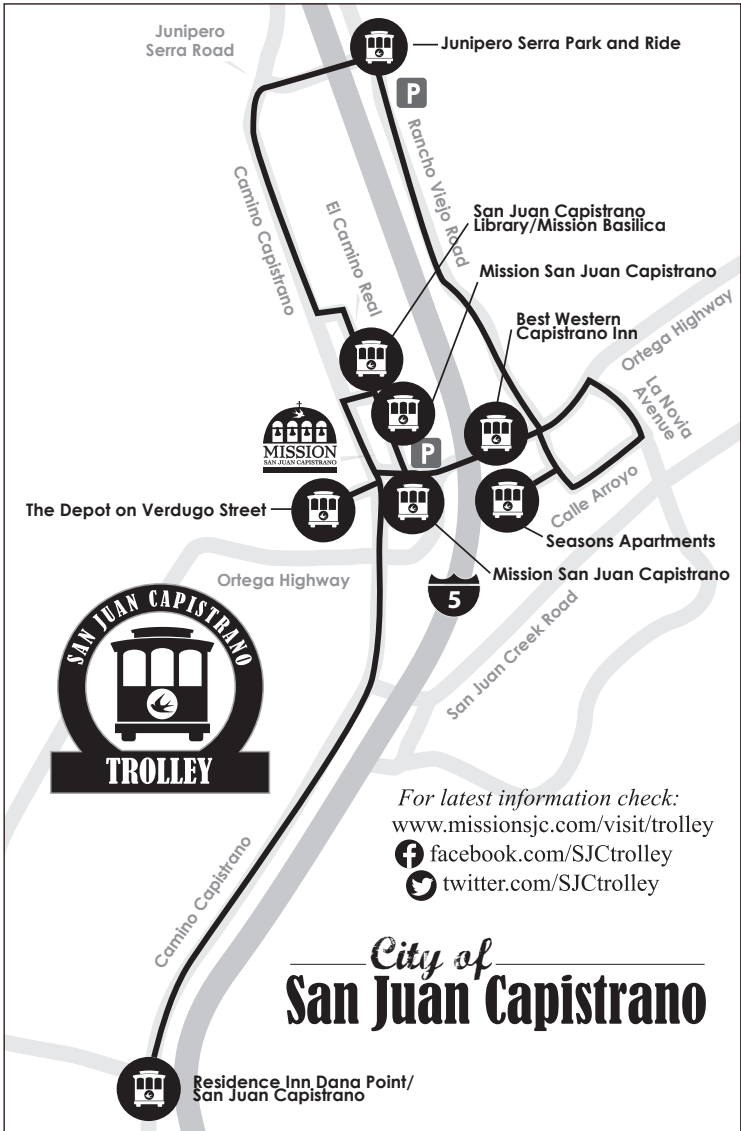 Junipero
Serra Road
Junipero Serra Park and Ride
P
Rancho Viejo Road
Camino Capistrano
El Camino Real
San Juan Capistrano
Library/Mission Basilica
Mission San Juan Capistrano
Best Western
Capistrano Inn
Ortega Highway
La Novia
Avenue
MISSION
SAN JUAN CAPISTRANO
P
The Depot on Verdugo Street
Calle Arroyo
Seasons Apartments
Mission San Juan Capistrano
Ortega Highway
5
San Juan Creek Road
SAN JUAN CAPISTRANO
TROLLEY
For latest information check:
www.missionsjc.com/visit/trolley
facebook.com/SJCtrolley
twitter.com/SJCtrolley
Camino Capistrano
City of
San Juan Capistrano
Residence Inn Dana Point/
San Juan Capistrano